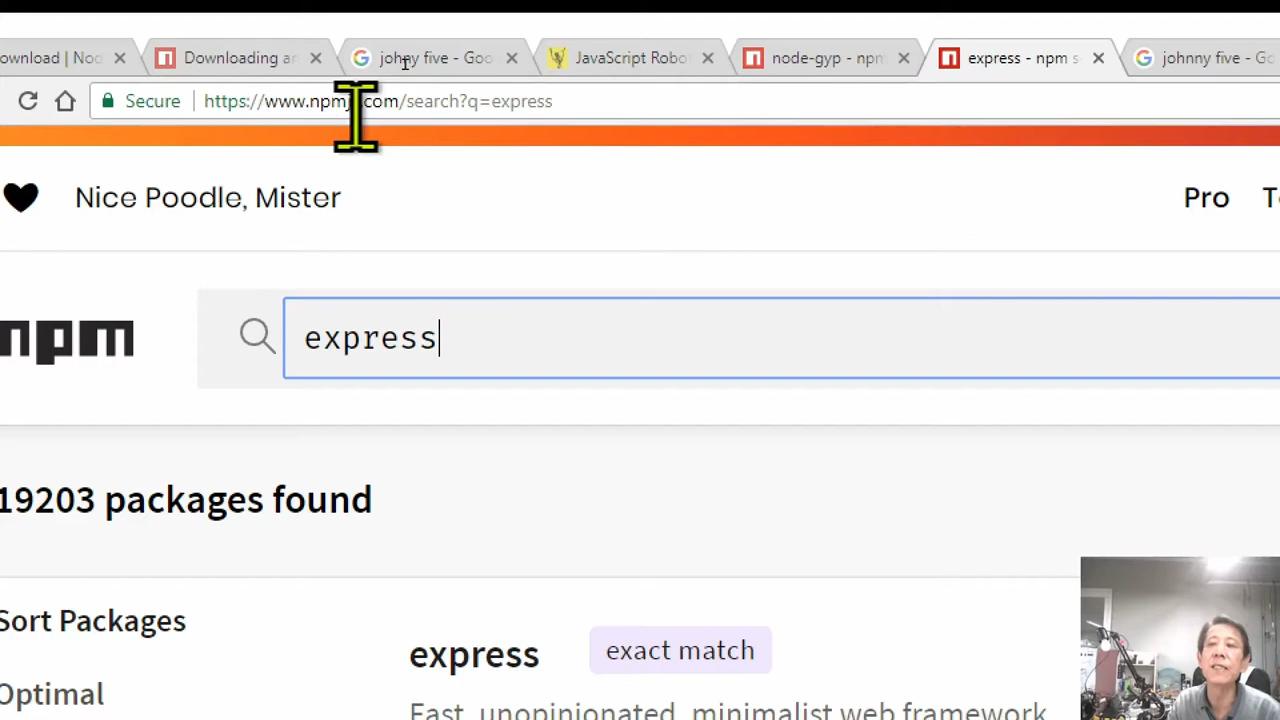 ownload | Noc
Downloading ar
johny five - Goo
JavaScript Robot
node-gyp - npm
express - npm s
johnny five - Go
Secure
https://www.npmj .com/search?q=express
Nice Poodle, Mister
Pro
npm
express
19203 packages found
Sort Packages
express
exact match
Optimal
Fast, unopinionated, minimalist web framework